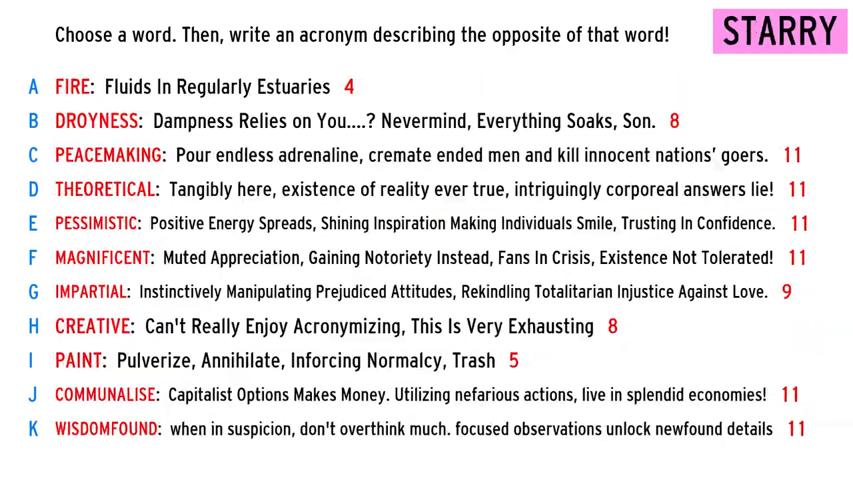 Choose a word. Then, write an acronym describing the opposite of that word!
STARRY
A FIRE: Fluids In Regularly Estuaries 4
B DROYNESS: Dampness Relies on You....? Nevermind, Everything Soaks, Son. 8
C PEACEMAKING: Pour endless adrenaline, cremate ended men and kill innocent nations' goers. 11
D THEORETICAL: Tangibly here, existence of reality ever true, intriguingly corporeal answers lie! 11
E PESSIMISTIC: Positive Energy Spreads, Shining Inspiration Making Individuals Smile, Trusting In Confidence. 11
F MAGNIFICENT: Muted Appreciation, Gaining Notoriety Instead, Fans In Crisis, Existence Not Tolerated! 11
G IMPARTIAL: Instinctively Manipulating Prejudiced Attitudes, Rekindling Totalitarian Injustice Against Love. 9
H CREATIVE: Can't Really Enjoy Acronymizing, This Is Very Exhausting 8
I PAINT: Pulverize, Annihilate, Inforcing Normalcy, Trash 5
J COMMUNALISE: Capitalist Options Makes Money. Utilizing nefarious actions, live in splendid economies! 11
K WISDOMFOUND: when in suspicion, don't overthink much. focused observations unlock newfound details 11